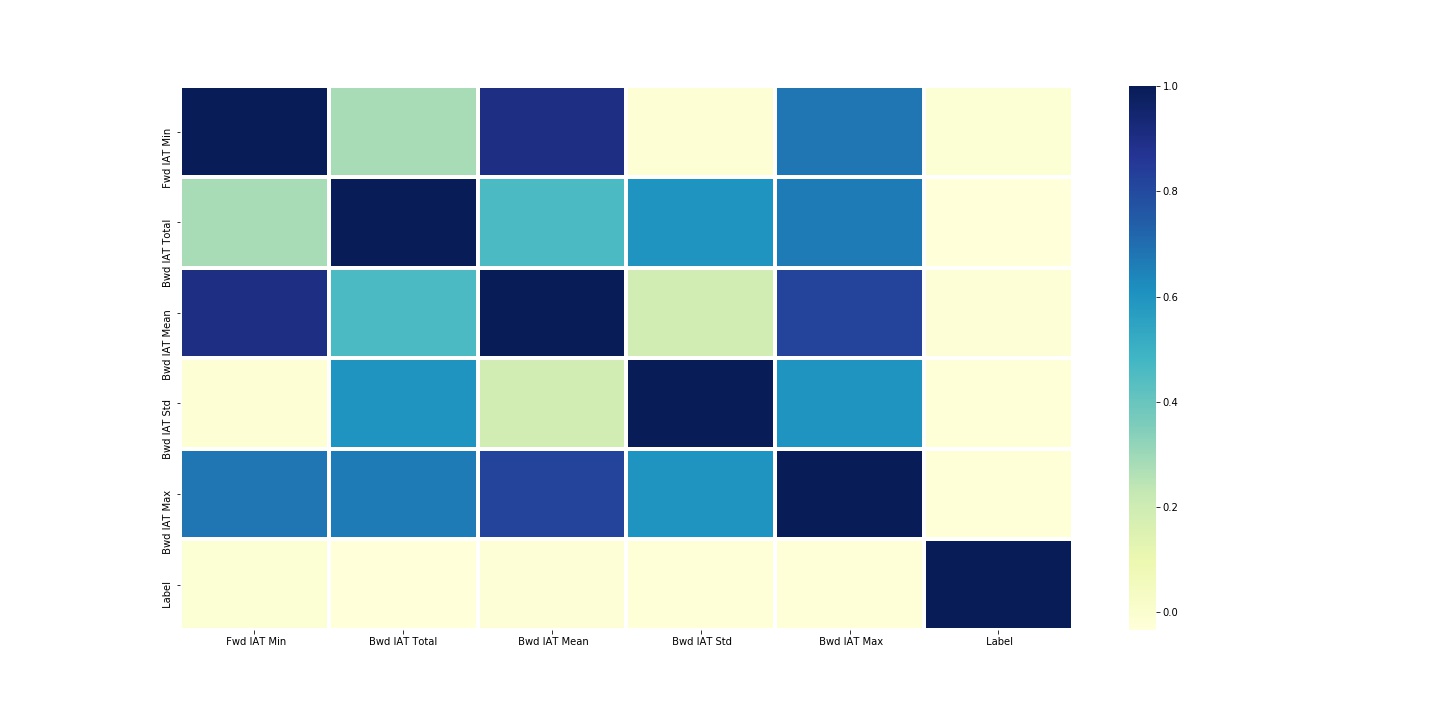 Fwd IAT Min
Bwd IAT Total
Bwd IAT Mean
Bwd IAT Std
Bwd IAT Max
Label
Fwd IAT Min
Bwd IAT Total
Bwd IAT Mean
Bwd IAT Std
Bwd IAT Max
Label
1.0
0.8
0.6
0.4
0.2
0.0